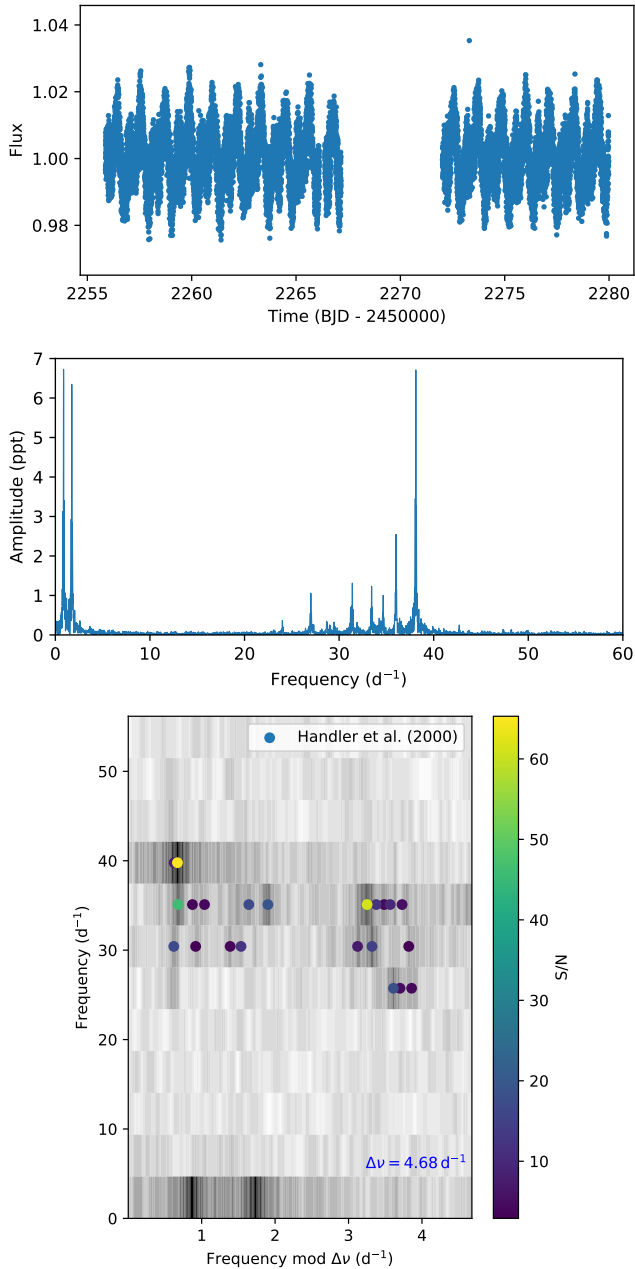 1.04
1.02
1.00
0.98
Flux
2255 2260 2265 2270 2275 2280
Time (BJD - 2450000)
7
6
5
4
3
2
1
0
Amplitude (ppt)
0 10 20 30 40 50 60
Frequency (d⁻¹)
Handler et al. (2000)
50
40
30
20
10
0
Frequency (d⁻¹)
Δν = 4.68 d⁻¹
1 2 3 4
Frequency mod Δν (d⁻¹)
60
50
40
30
20
10
S/N